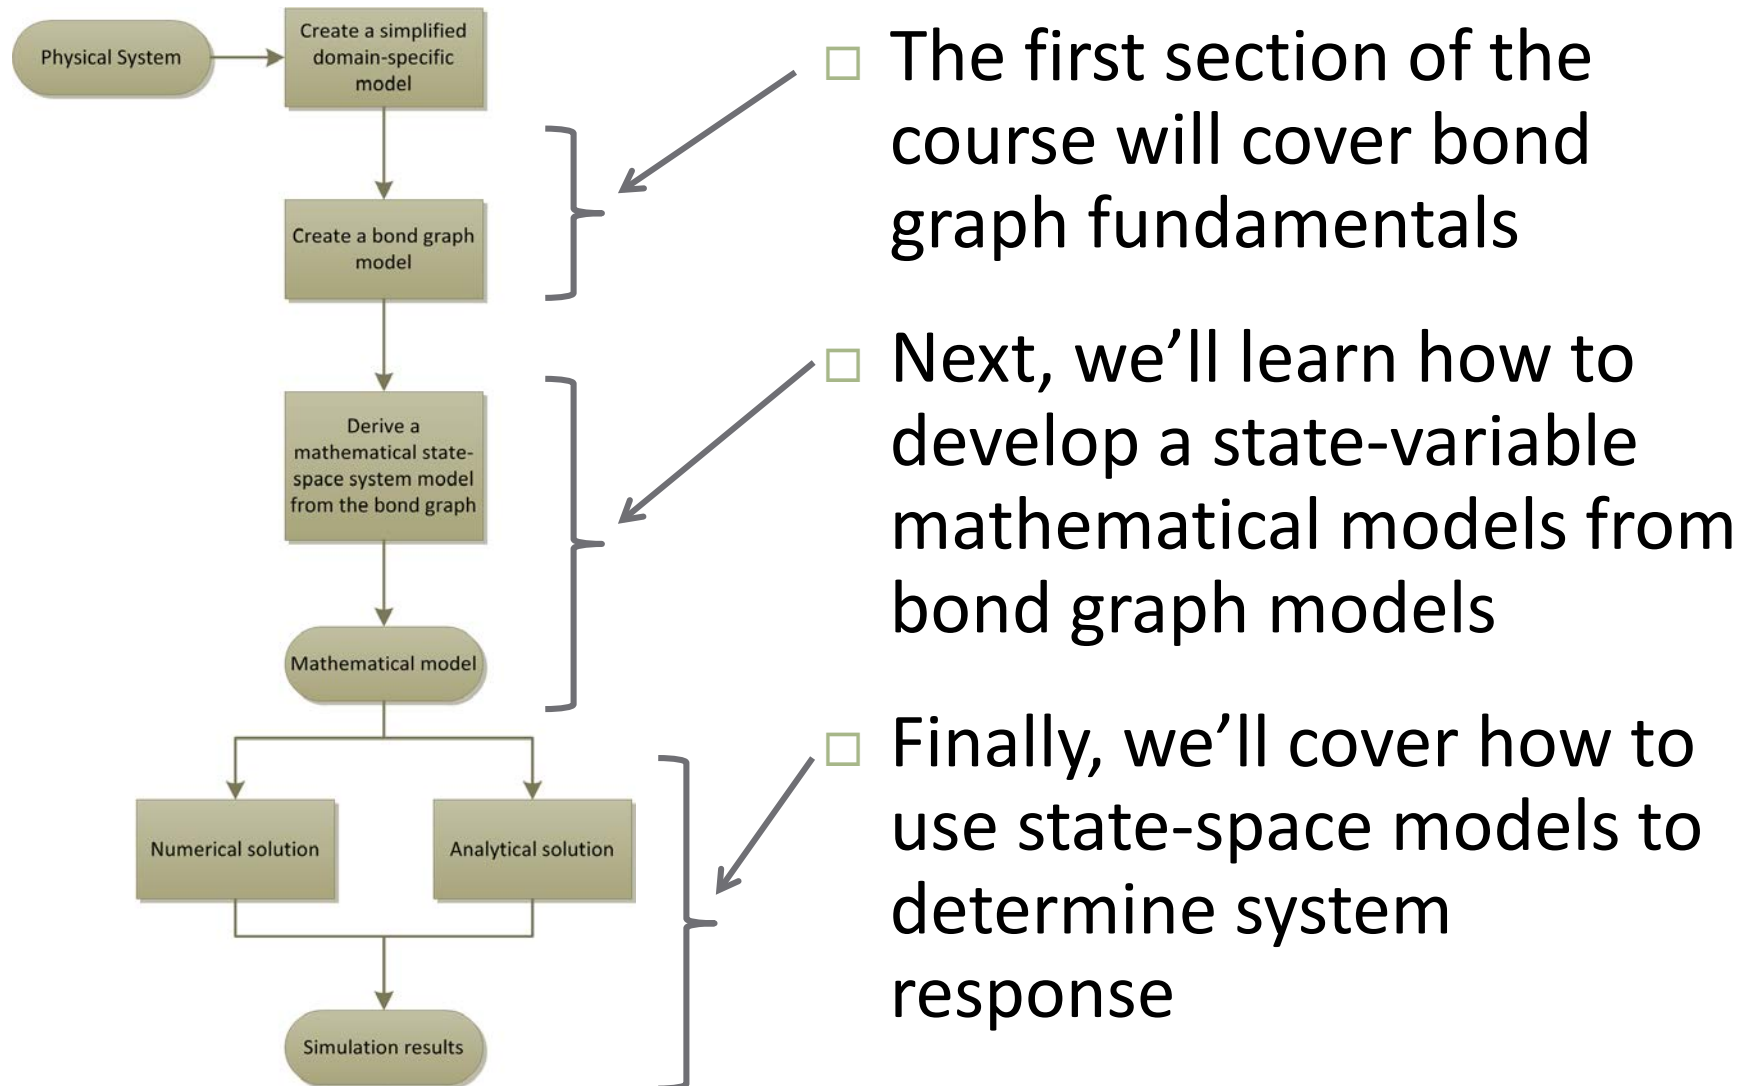 Physical System
Create a simplified
domain-specific
model
Create a bond graph
model
Derive a
mathematical state-
space system model
from the bond graph
Mathematical model
Numerical solution
Analytical solution
Simulation results
The first section of the
course will cover bond
graph fundamentals
Next, we’ll learn how to
develop a state-variable
mathematical models from
bond graph models
Finally, we’ll cover how to
use state-space models to
determine system
response